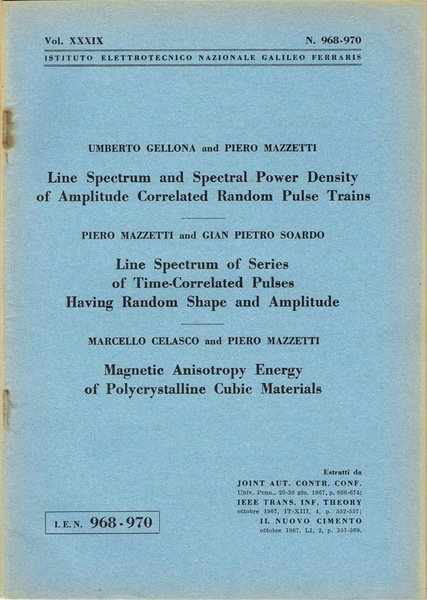 Vol. XXXIX N. 968-970
ISTITUTO ELETTROTECNICO NAZIONALE GALILEO FERRARIS
UMBERTO GELLONA and PIERO MAZZETTI
Line Spectrum and Spectral Power Density
of Amplitude Correlated Random Pulse Trains
PIERO MAZZETTI and GIAN PIETRO SOARDO
Line Spectrum of Series
of Time-Correlated Pulses
Having Random Shape and Amplitude
MARCELLO CELASCO and PIERO MAZZETTI
Magnetic Anisotropy Energy
of Polycrystalline Cubic Materials
Estratti da
JOINT AUT. CONTR. CONF.
Univ. Penn., 28-30 giu. 1967, p. 668-674;
IEEE TRANS. INF. THEORY
ottobre 1967, IT-XIII, 4, p. 552-557;
IL NUOVO CIMENTO
ottobre 1967, LI, 2, p. 357-369.
I.E.N. 968-970